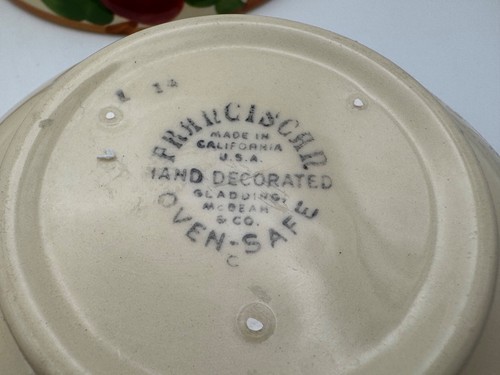 FRANCISCAN
MADE IN
CALIFORNIA
U.S.A.
HAND DECORATED
GLADDING,
McBEAN
& CO.
OVEN-SAFE
C